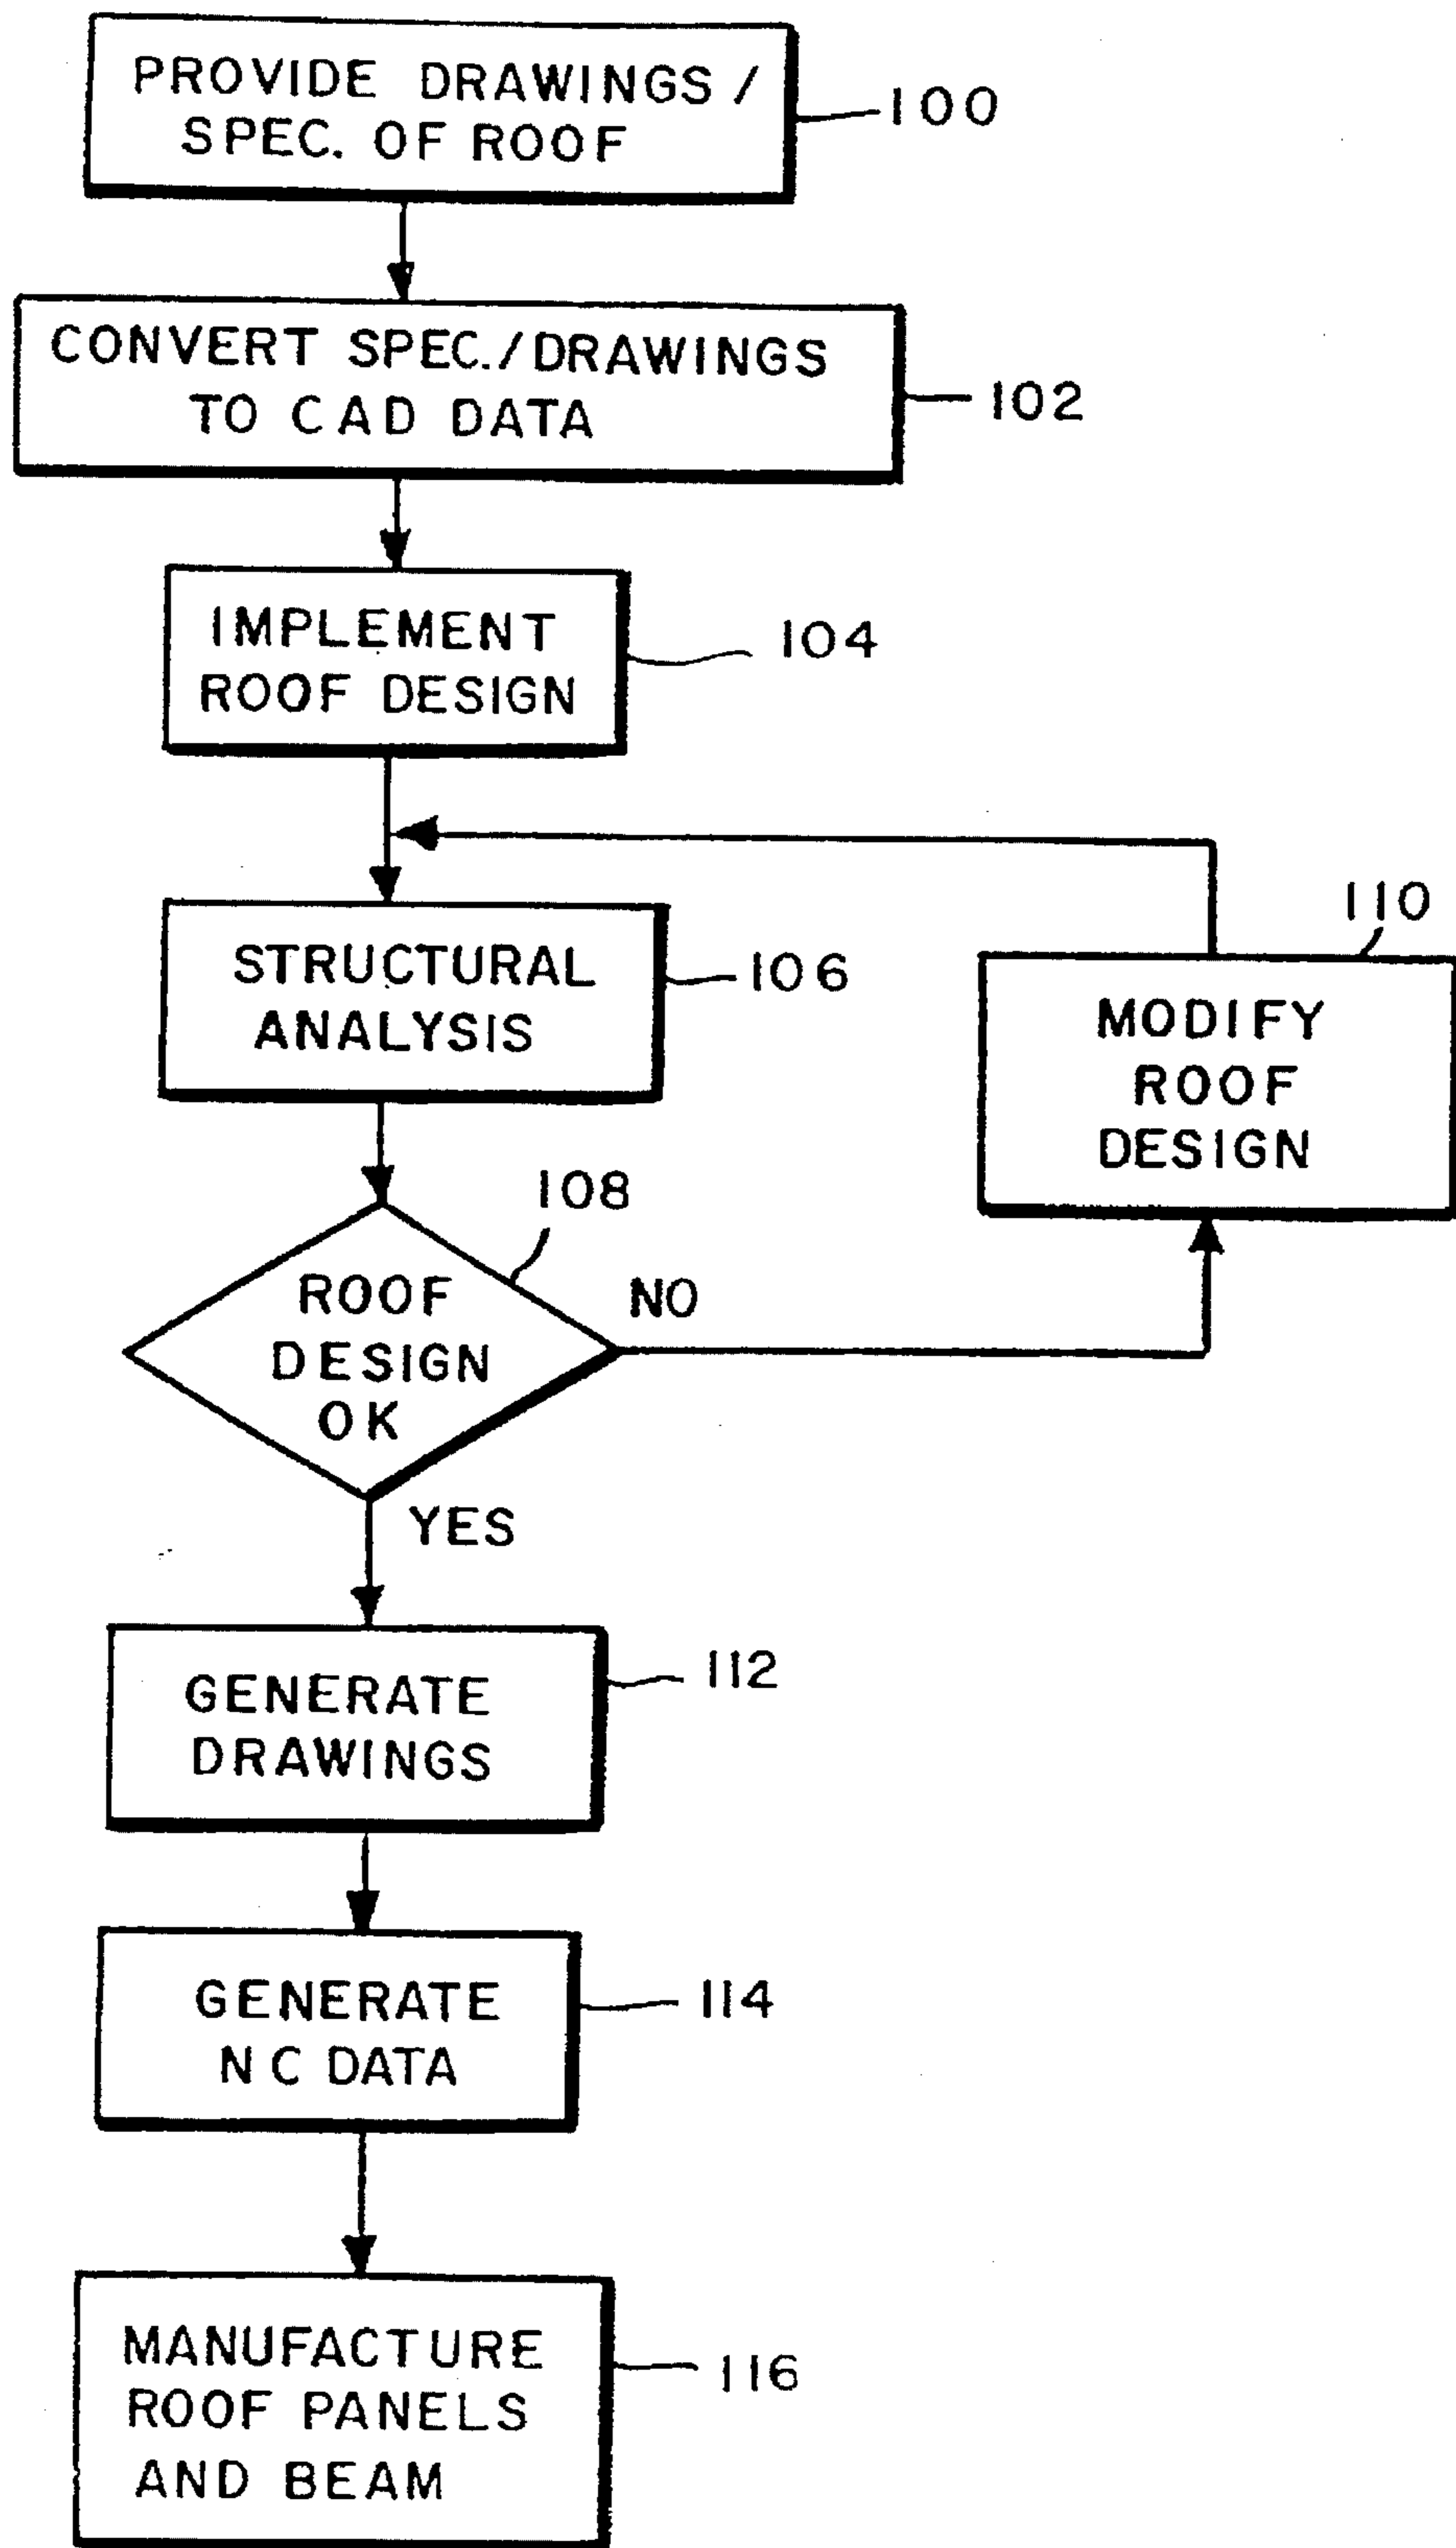 PROVIDE DRAWINGS /
SPEC. OF ROOF
100
CONVERT SPEC./DRAWINGS
TO CAD DATA
102
IMPLEMENT
ROOF DESIGN
104
STRUCTURAL
ANALYSIS
106
110
MODIFY
ROOF
DESIGN
108
ROOF
DESIGN
OK
NO
YES
GENERATE
DRAWINGS
112
GENERATE
NC DATA
114
MANUFACTURE
ROOF PANELS
AND BEAM
116